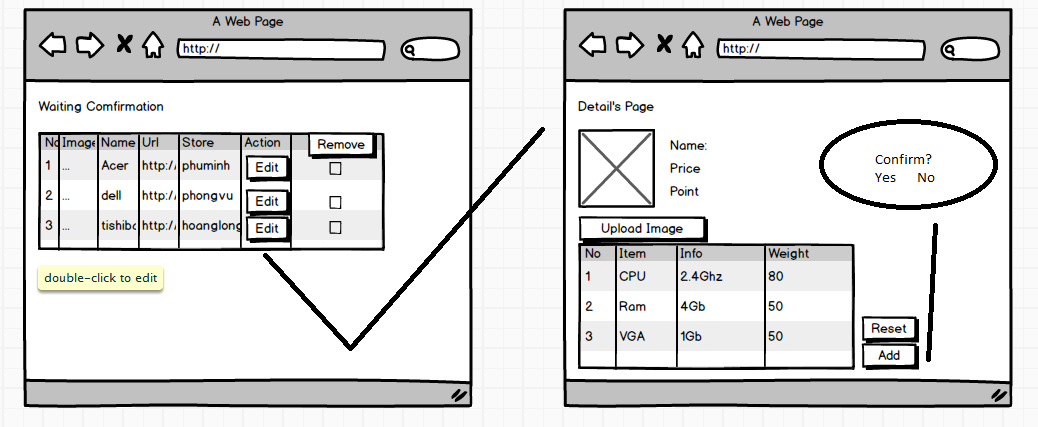 A Web Page
http://
Waiting Comfirmation
No Image Name Url Store Action Remove
1 ... Acer http:/ phuminh Edit
2 ... dell http:/ phongvu Edit
3 ... tishibo http:/ hoanglong Edit
double-click to edit
A Web Page
http://
Detail's Page
Name:
Price
Point
Confirm?
Yes No
Upload Image
No Item Info Weight
1 CPU 2.4Ghz 80
2 Ram 4Gb 50
3 VGA 1Gb 50
Reset
Add